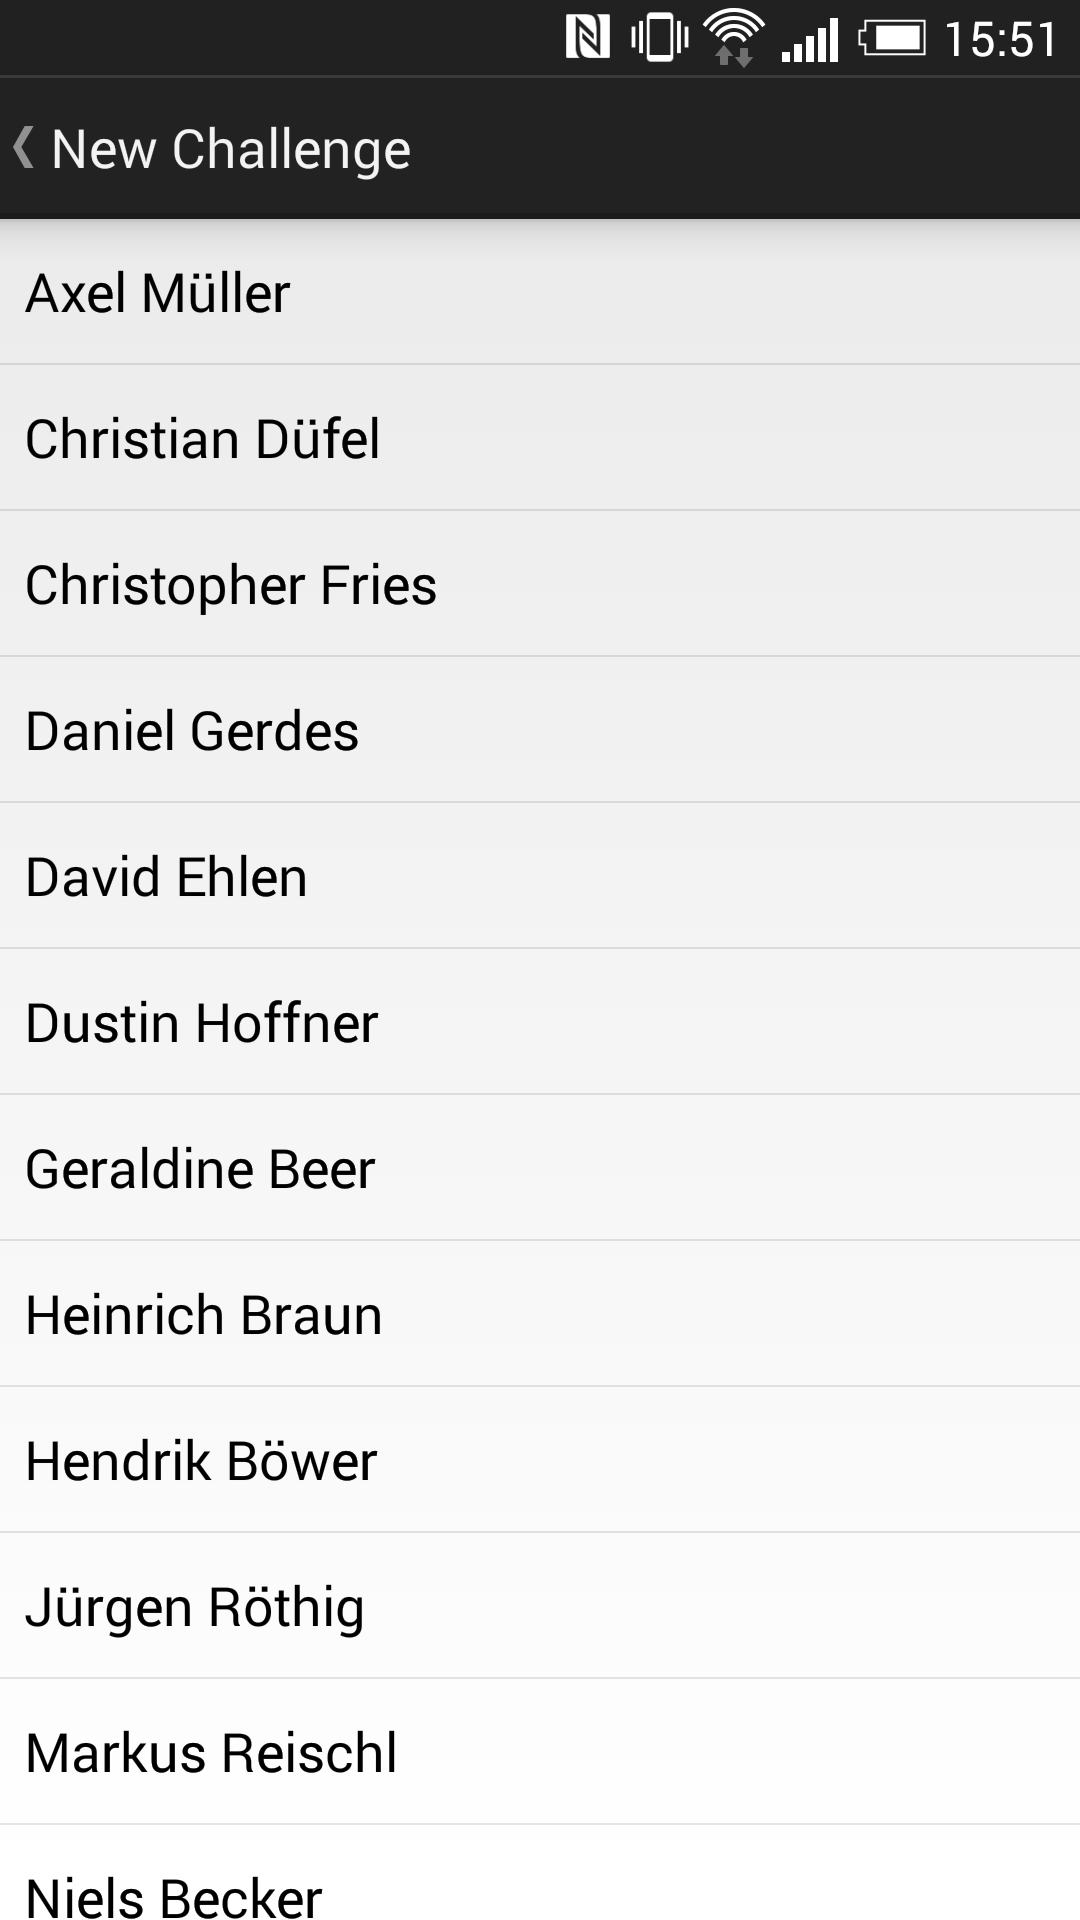 15:51
New Challenge
Axel Müller
Christian Düfel
Christopher Fries
Daniel Gerdes
David Ehlen
Dustin Hoffner
Geraldine Beer
Heinrich Braun
Hendrik Böwer
Jürgen Röthig
Markus Reischl
Niels Becker